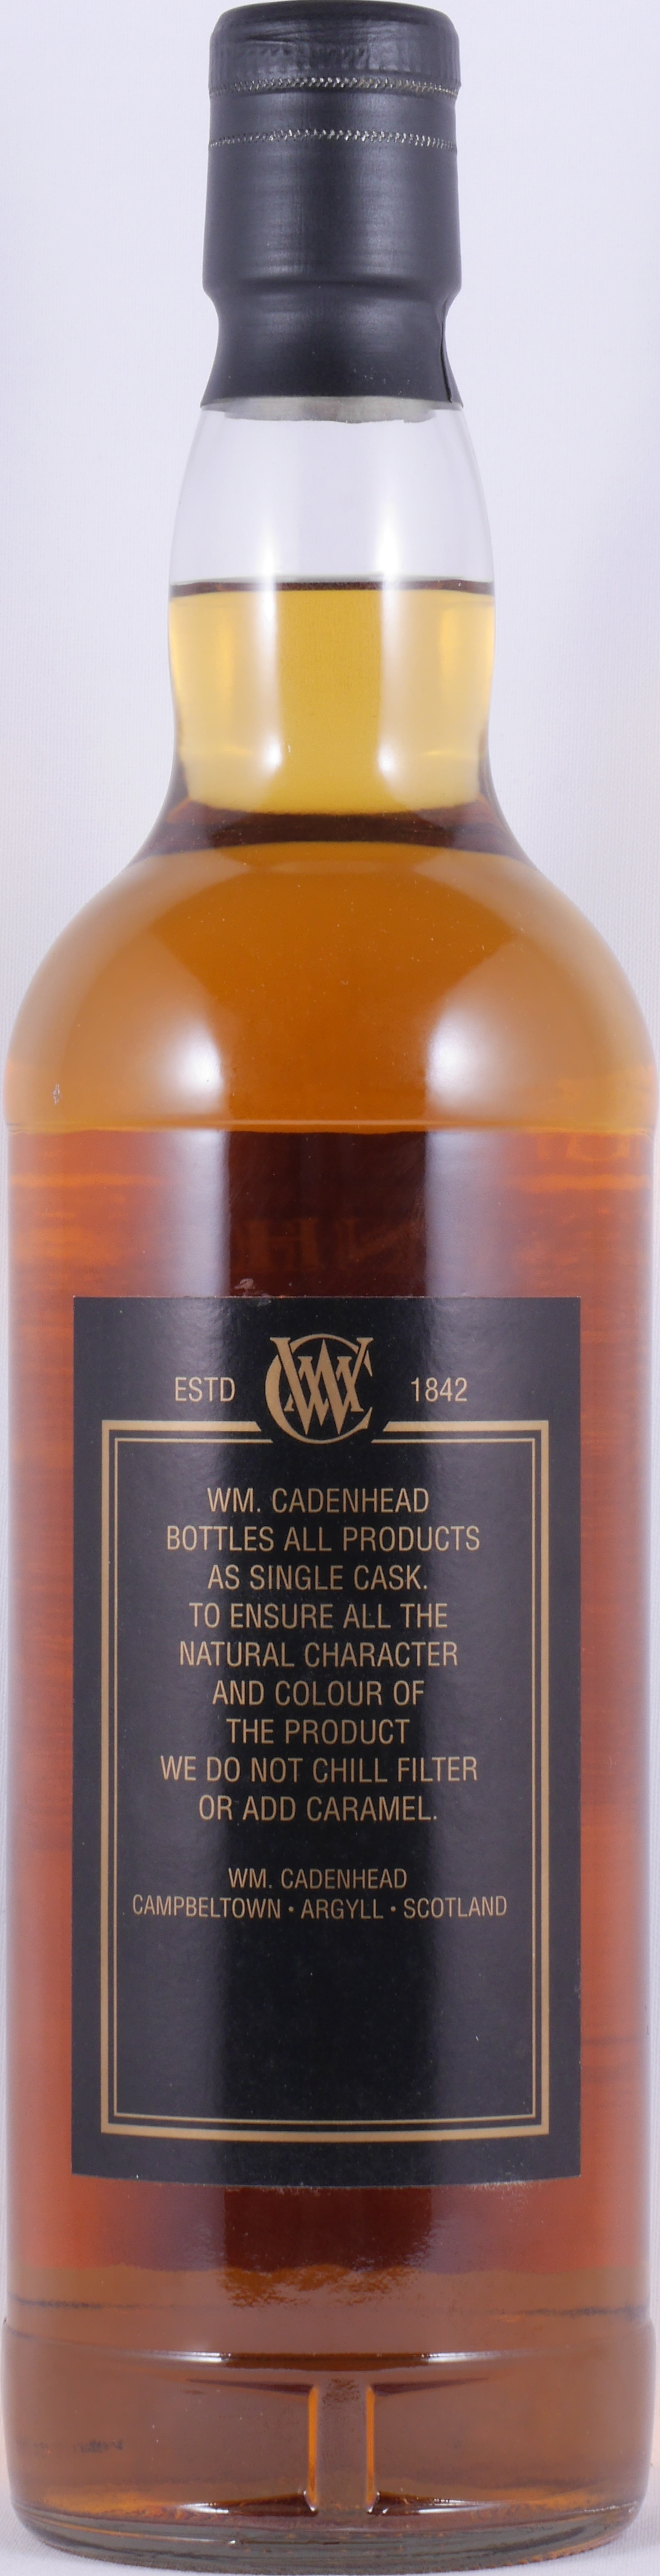 ESTD WC 1842
WM. CADENHEAD
BOTTLES ALL PRODUCTS
AS SINGLE CASK.
TO ENSURE ALL THE
NATURAL CHARACTER
AND COLOUR OF
THE PRODUCT
WE DO NOT CHILL FILTER
OR ADD CARAMEL.
WM. CADENHEAD
CAMPBELTOWN • ARGYLL • SCOTLAND